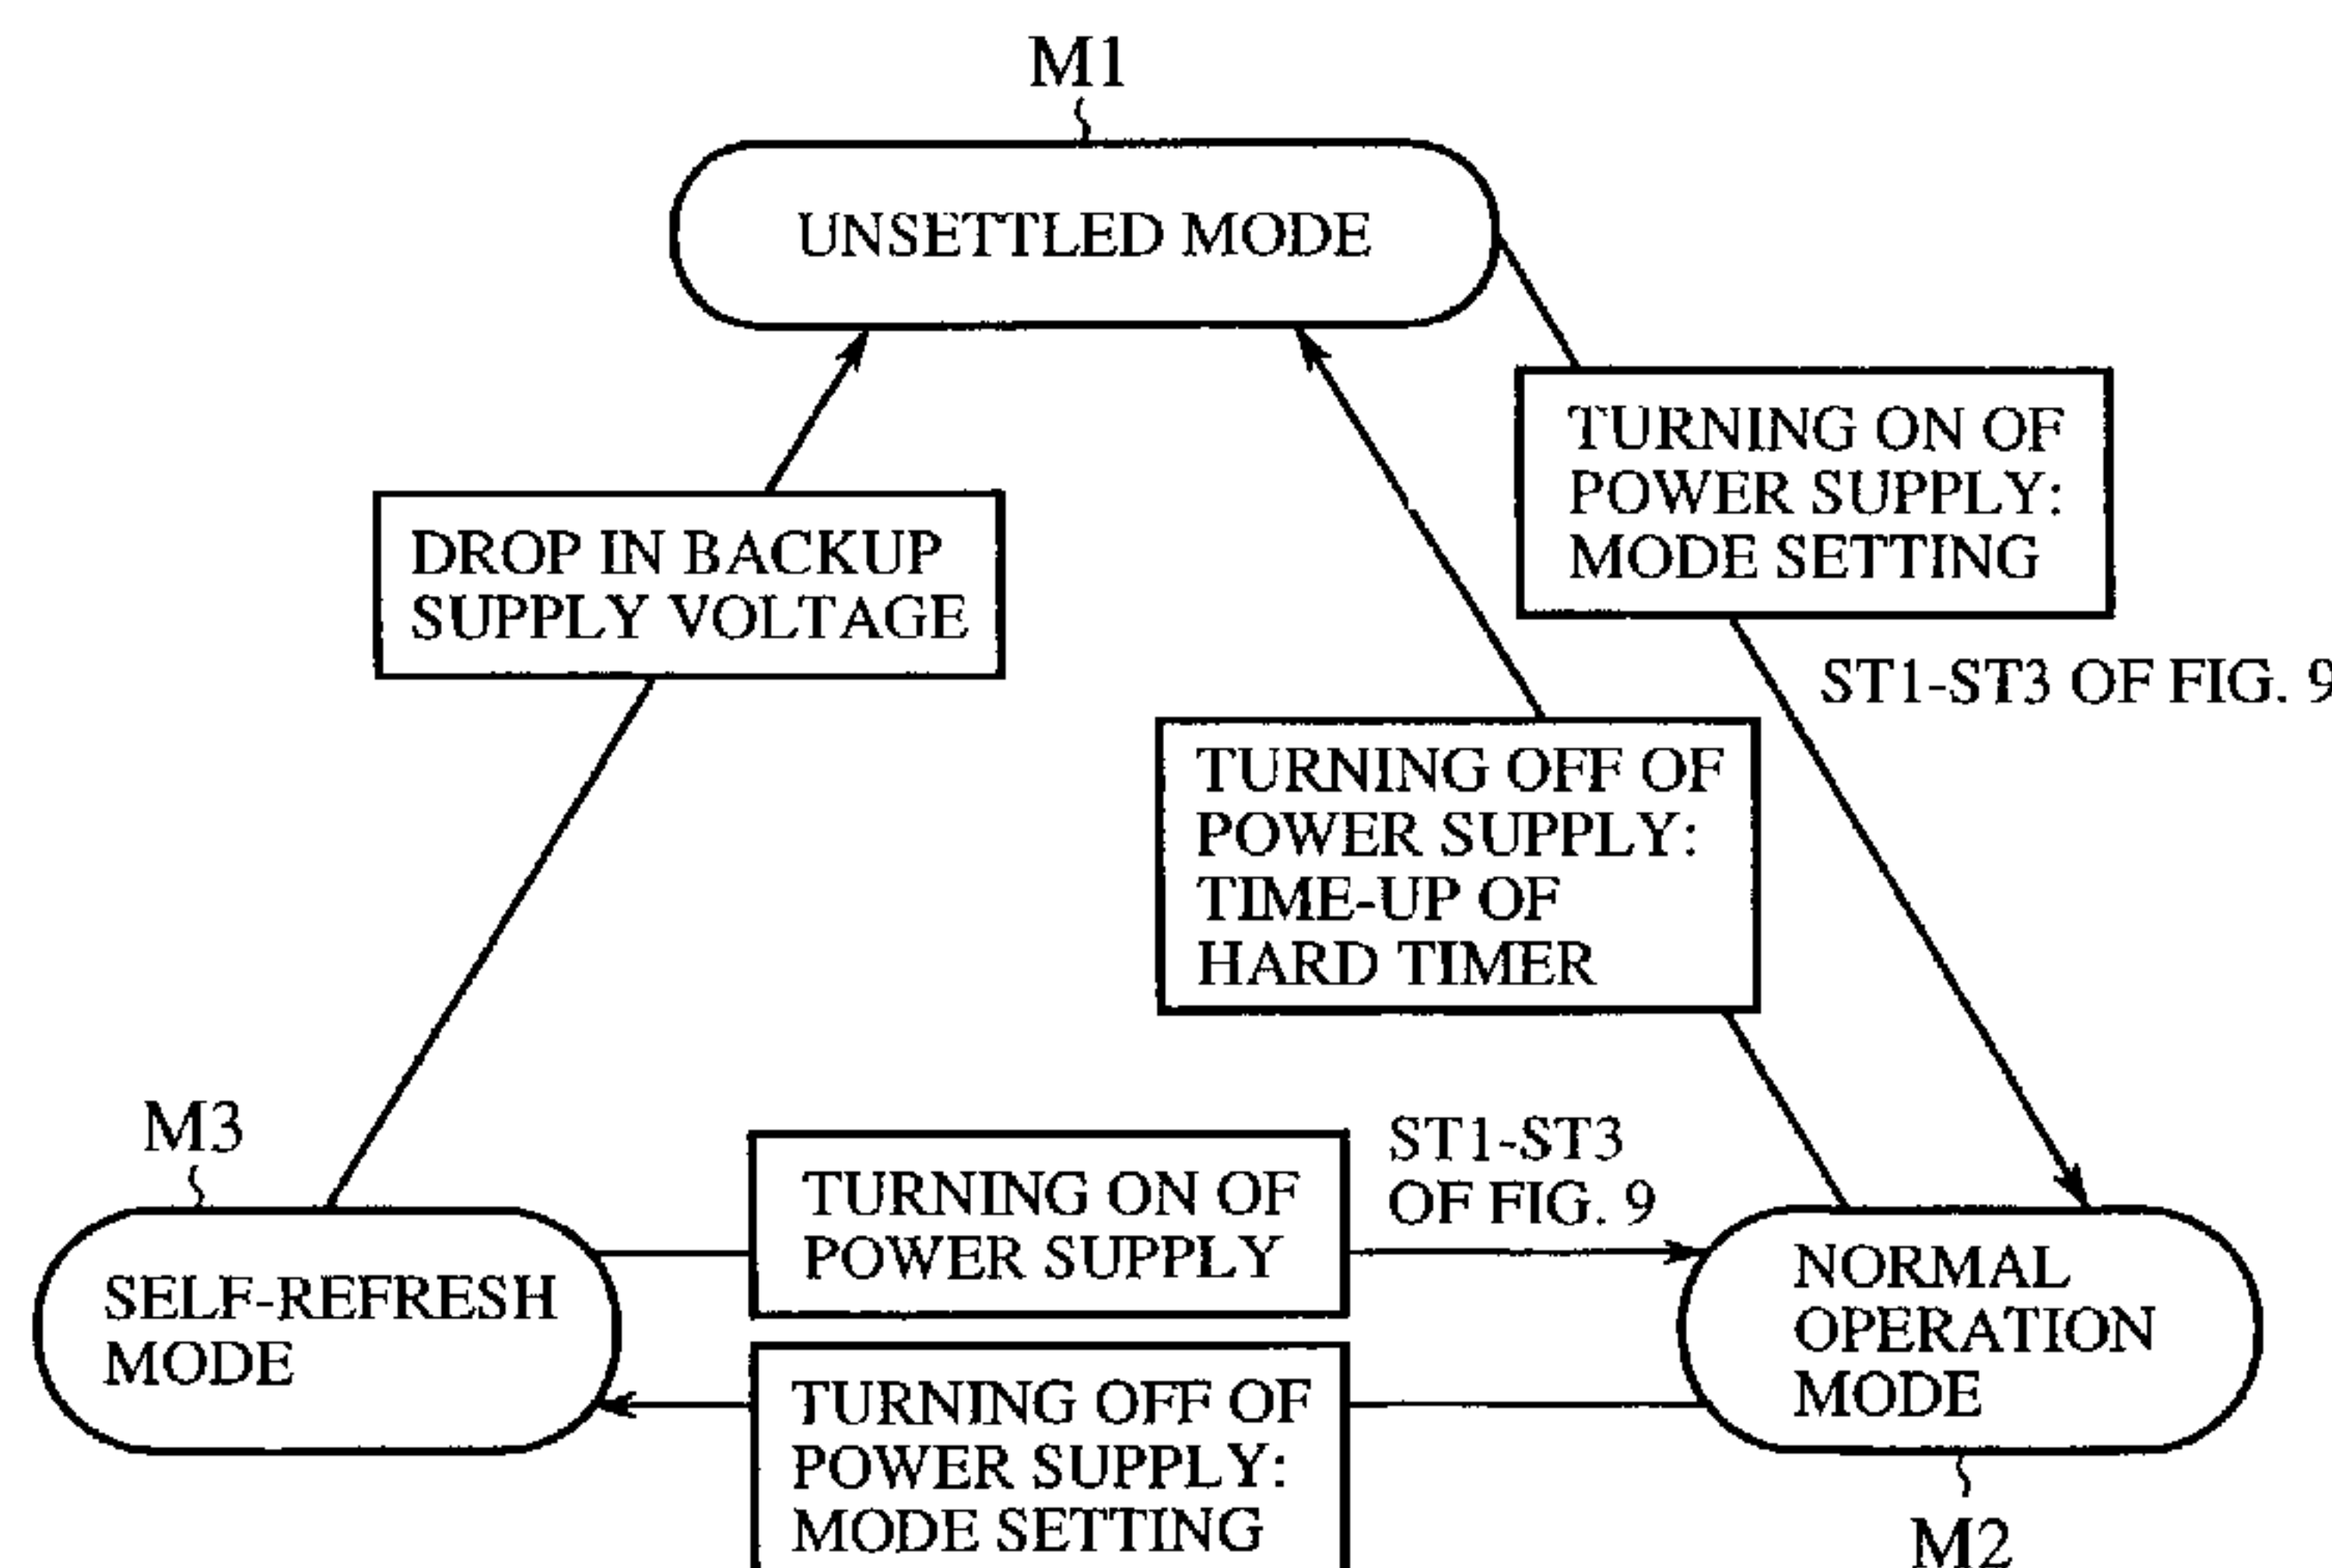 M1
UNSETTLED MODE
TURNING ON OF
POWER SUPPLY:
MODE SETTING
DROP IN BACKUP
SUPPLY VOLTAGE
ST1-ST3 OF FIG. 9
TURNING OFF OF
POWER SUPPLY:
TIME-UP OF
HARD TIMER
M3
ST1-ST3
OF FIG. 9
TURNING ON OF
POWER SUPPLY
SELF-REFRESH
MODE
NORMAL
OPERATION
MODE
TURNING OFF OF
POWER SUPPLY:
MODE SETTING
M2